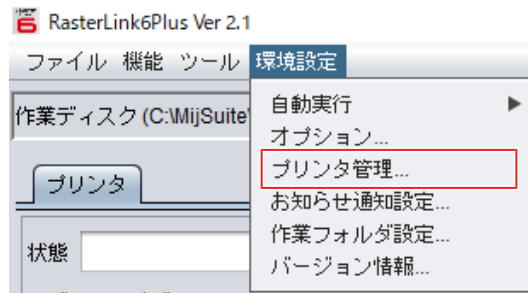 RasterLink6Plus Ver 2.1
ファイル 機能 ツール 環境設定
作業ディスク (C:\MijSuite\
自動実行
オプション...
プリンタ管理...
お知らせ通知設定...
作業フォルダ設定...
バージョン情報...
プリンタ
状態